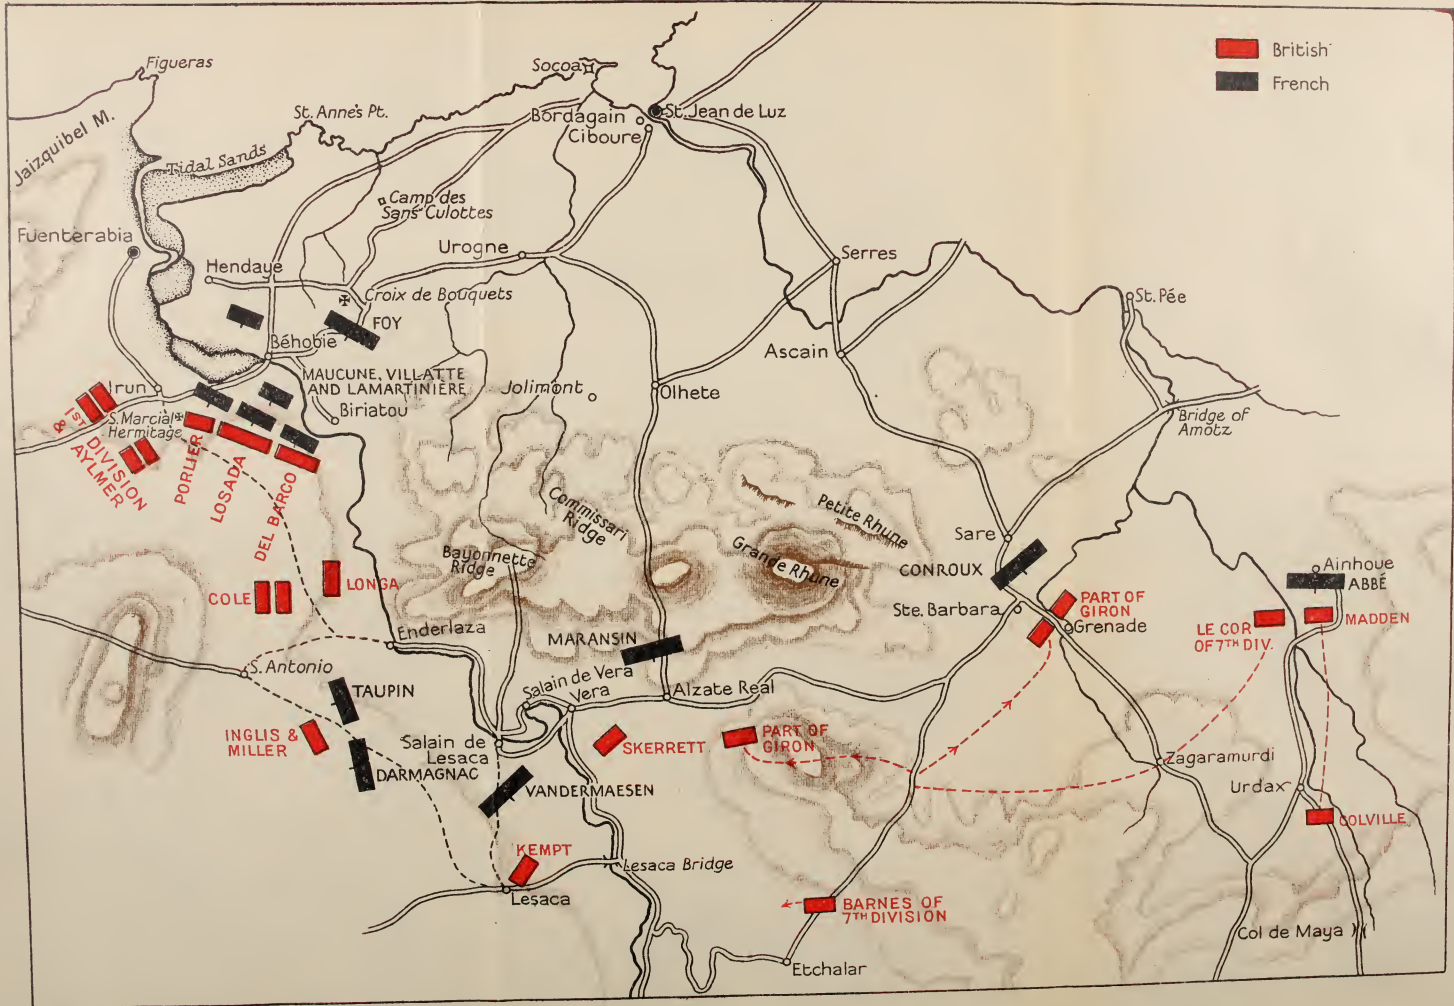 British
French
Figueras
Socoa
Jaizquibel M.
St. Anne's Pt.
Bordagain
St. Jean de Luz
Ciboure
Tidal Sands
Camp des
Sans Culottes
Fuenterabia
Urogne
Serres
Hendaye
Croix de Bouquets
St. Pée
FOY
Béhobie
Ascain
MAUCUNE, VILLATTE
AND LAMARTINIÈRE
Irun
Jolimont
Olhete
Biriatou
Bridge of
Amotz
S. Marcial
Hermitage
1ST DIVISION
& AYLMER
PORLIER
LOSADA
DEL BARCO
Commissari
Ridge
Petite Rhune
Bayonnette
Ridge
Grande Rhune
Sare
CONROUX
Ainhoue
ABBÉ
COLE
LONGA
Ste. Barbara
PART OF
GIRON
Grenade
LE COR
OF 7TH DIV.
MADDEN
Enderlaza
MARANSIN
S. Antonio
Salain de Vera
Vera
Alzate Real
TAUPIN
INGLIS &
MILLER
Salain de
Lesaca
SKERRETT
PART OF
GIRON
DARMAGNAC
VANDERMAESEN
Zagaramurdi
Urdax
COLVILLE
KEMPT
Lesaca Bridge
Lesaca
BARNES OF
7TH DIVISION
Col de Maya
Etchalar